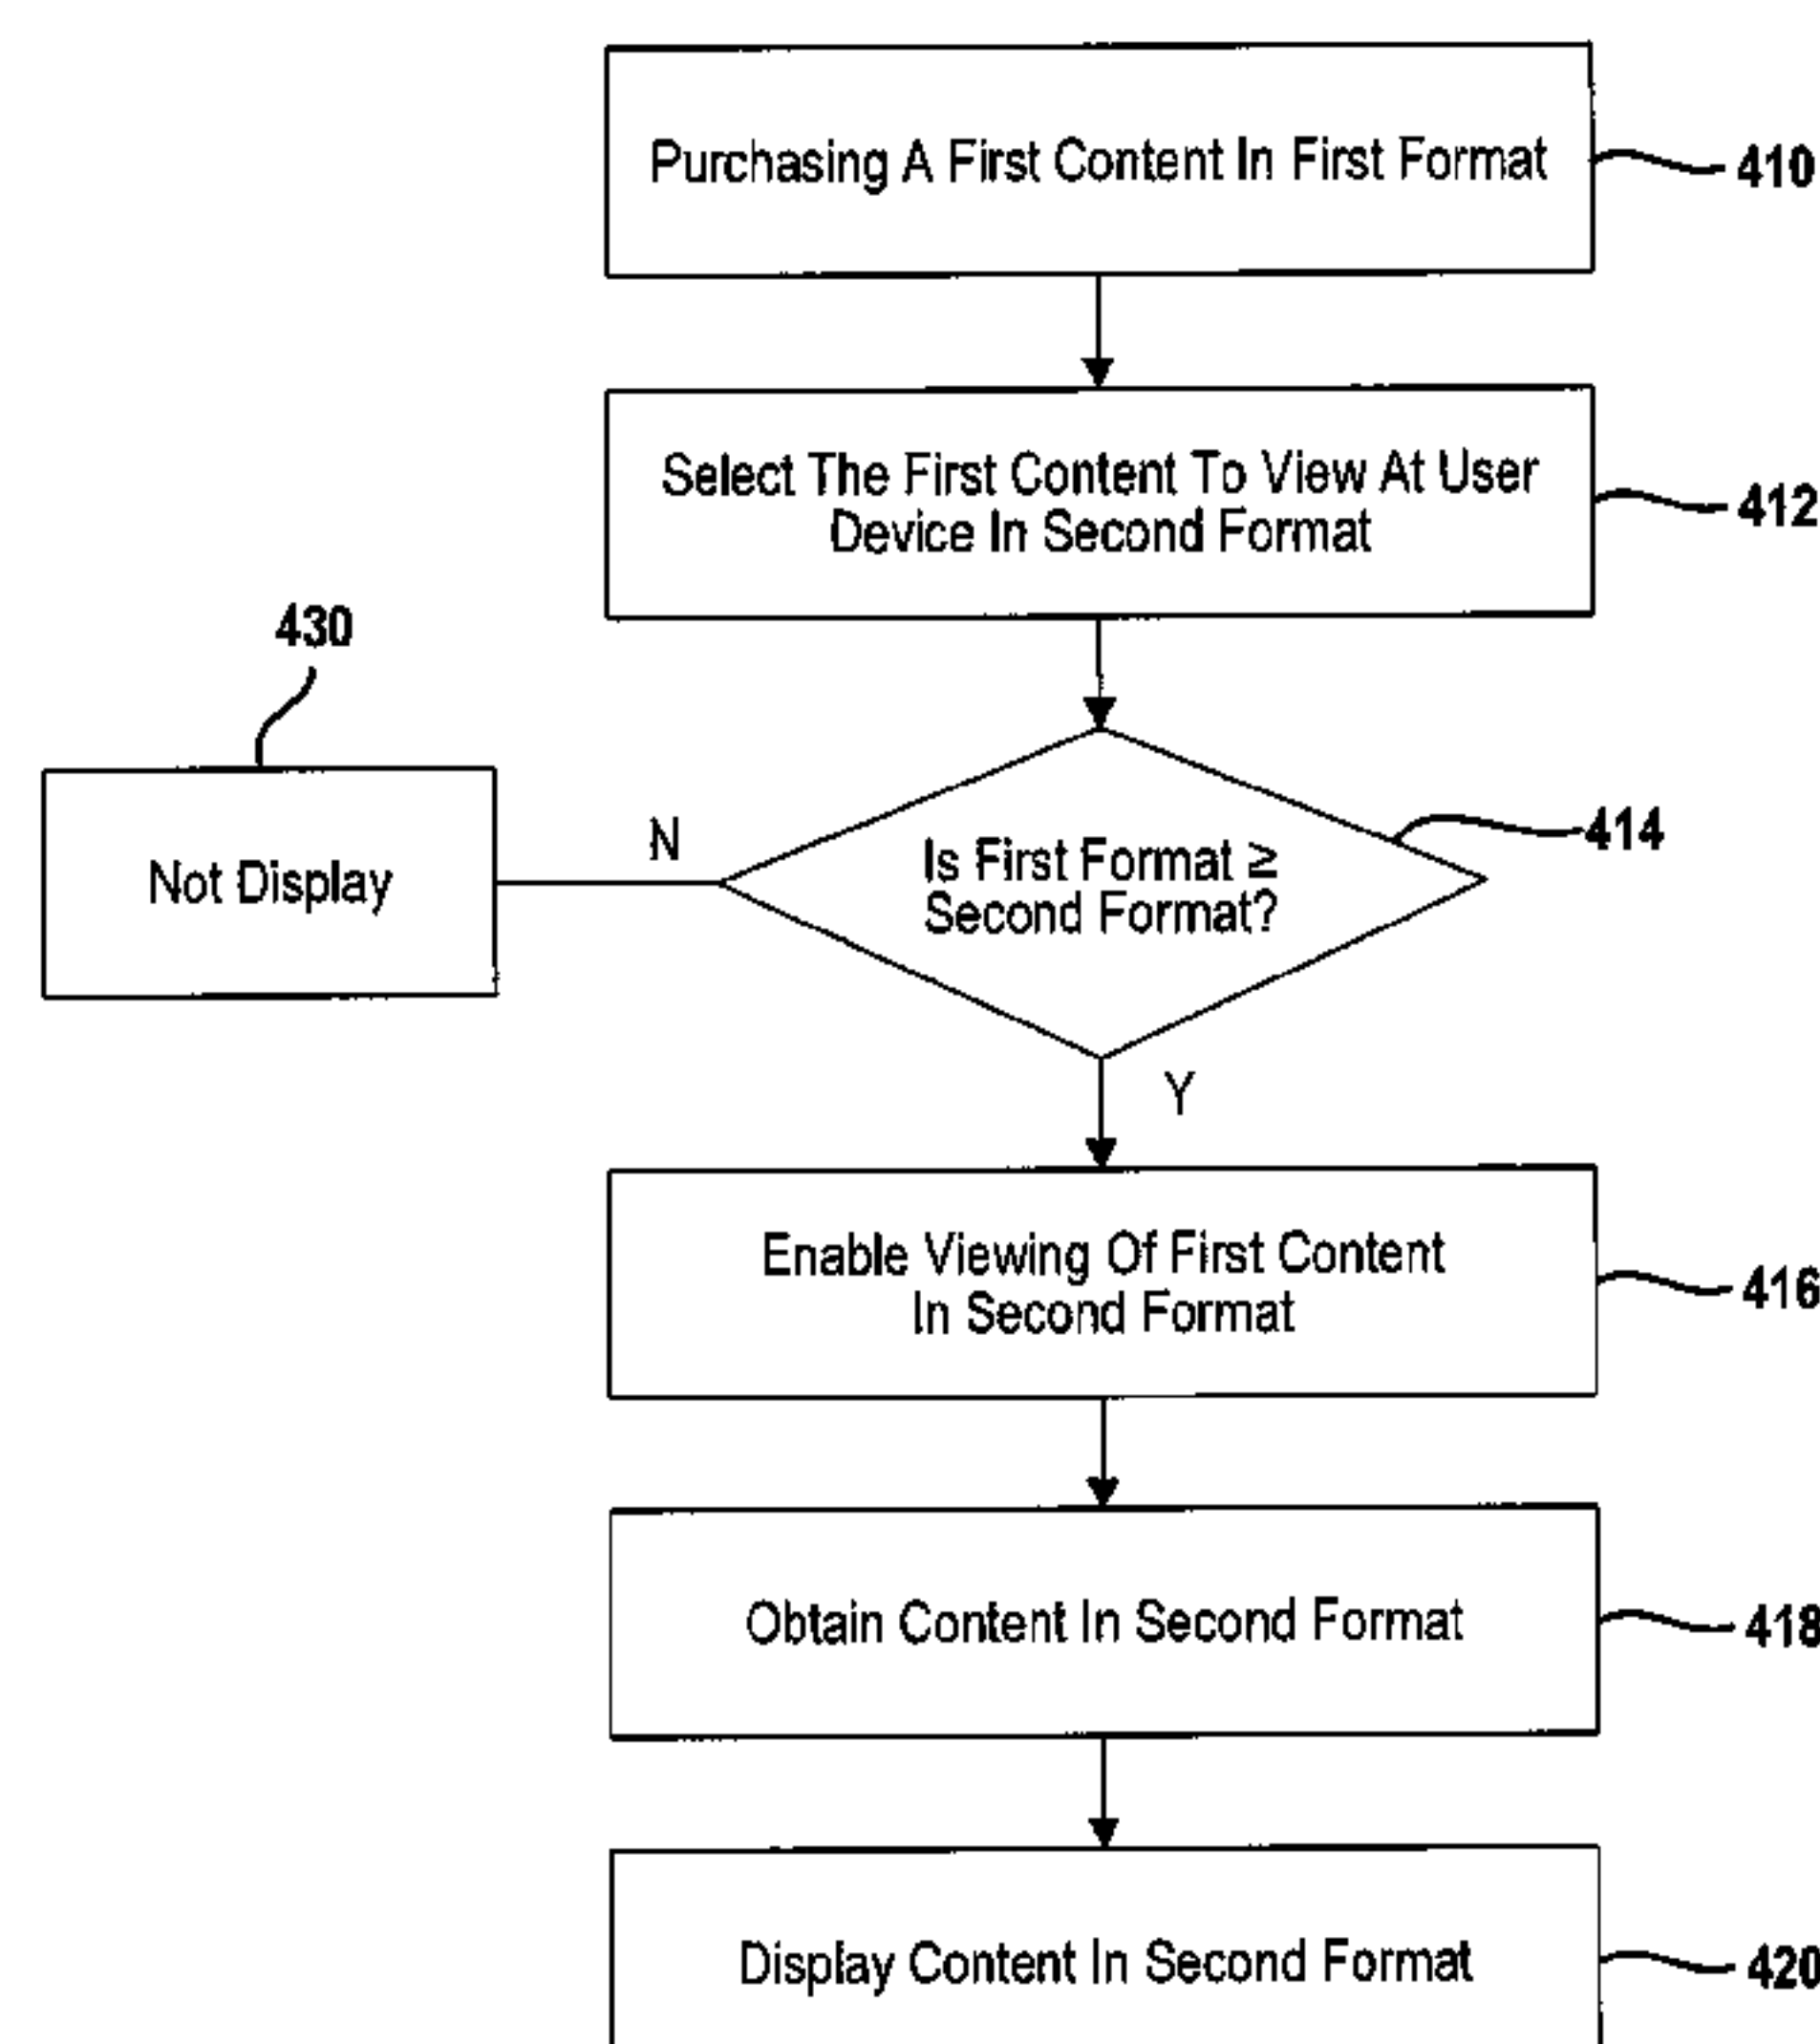 Purchasing A First Content In First Format
410
Select The First Content To View At User
Device In Second Format
412
430
Not Display
N
Is First Format ≥
Second Format?
414
Y
Enable Viewing Of First Content
In Second Format
416
Obtain Content In Second Format
418
Display Content In Second Format
420